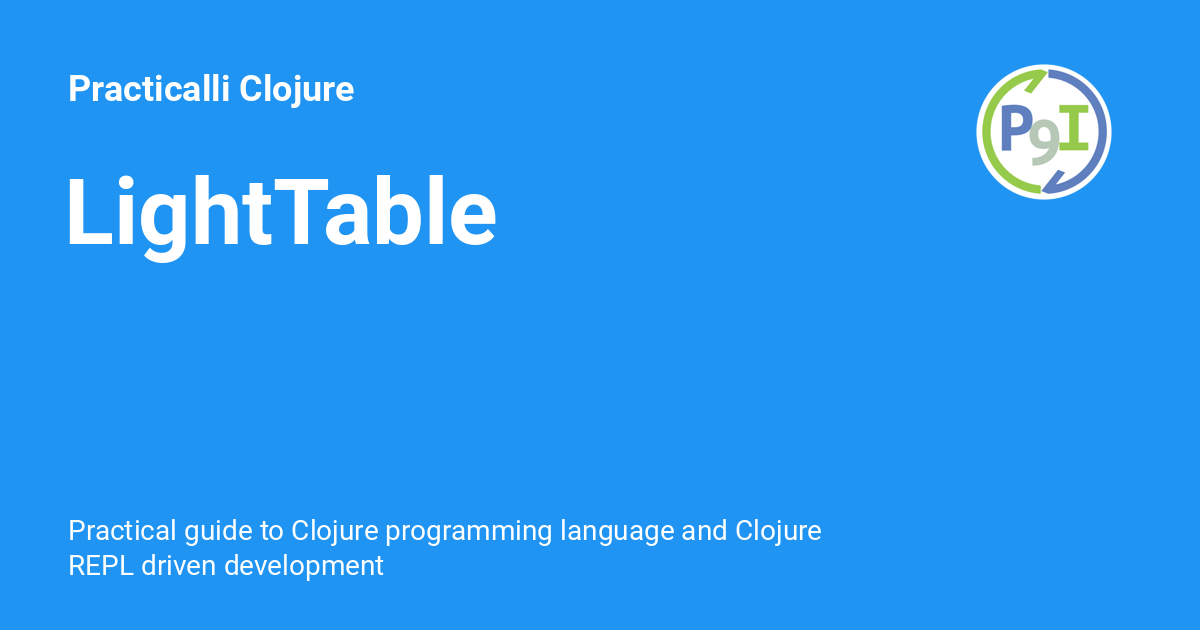 Practicalli Clojure
P9I
LightTable
Practical guide to Clojure programming language and Clojure
REPL driven development